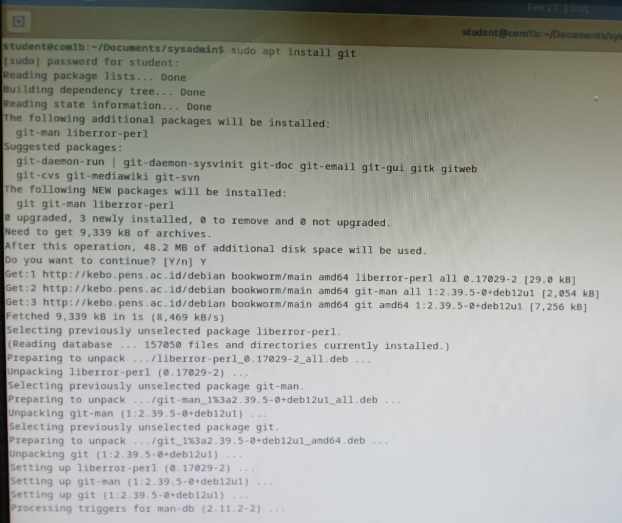 Feb 27 13:01
student@com1b: ~/Documents/sys
student@com1b:~/Documents/sysadmin$ sudo apt install git
[sudo] password for student:
Reading package lists... Done
Building dependency tree... Done
Reading state information... Done
The following additional packages will be installed:
git-man liberror-perl
Suggested packages:
git-daemon-run | git-daemon-sysvinit git-doc git-email git-gui gitk gitweb
git-cvs git-mediawiki git-svn
The following NEW packages will be installed:
git git-man liberror-perl
0 upgraded, 3 newly installed, 0 to remove and 0 not upgraded.
Need to get 9,339 kB of archives.
After this operation, 48.2 MB of additional disk space will be used.
Do you want to continue? [Y/n] Y
Get:1 http://kebo.pens.ac.id/debian bookworm/main amd64 liberror-perl all 0.17029-2 [29.0 kB]
Get:2 http://kebo.pens.ac.id/debian bookworm/main amd64 git-man all 1:2.39.5-0+deb12u1 [2,054 kB]
Get:3 http://kebo.pens.ac.id/debian bookworm/main amd64 git amd64 1:2.39.5-0+deb12u1 [7,256 kB]
Fetched 9,339 kB in 1s (8,469 kB/s)
Selecting previously unselected package liberror-perl.
(Reading database ... 157050 files and directories currently installed.)
Preparing to unpack .../liberror-perl_0.17029-2_all.deb ...
Unpacking liberror-perl (0.17029-2) ...
Selecting previously unselected package git-man.
Preparing to unpack .../git-man_1%3a2.39.5-0+deb12u1_all.deb ...
Unpacking git-man (1:2.39.5-0+deb12u1) ...
Selecting previously unselected package git.
Preparing to unpack .../git_1%3a2.39.5-0+deb12u1_amd64.deb ...
Unpacking git (1:2.39.5-0+deb12u1) ...
Setting up liberror-perl (0.17029-2) ...
Setting up git-man (1:2.39.5-0+deb12u1) ...
Setting up git (1:2.39.5-0+deb12u1) ...
Processing triggers for man-db (2.11.2-2) ...